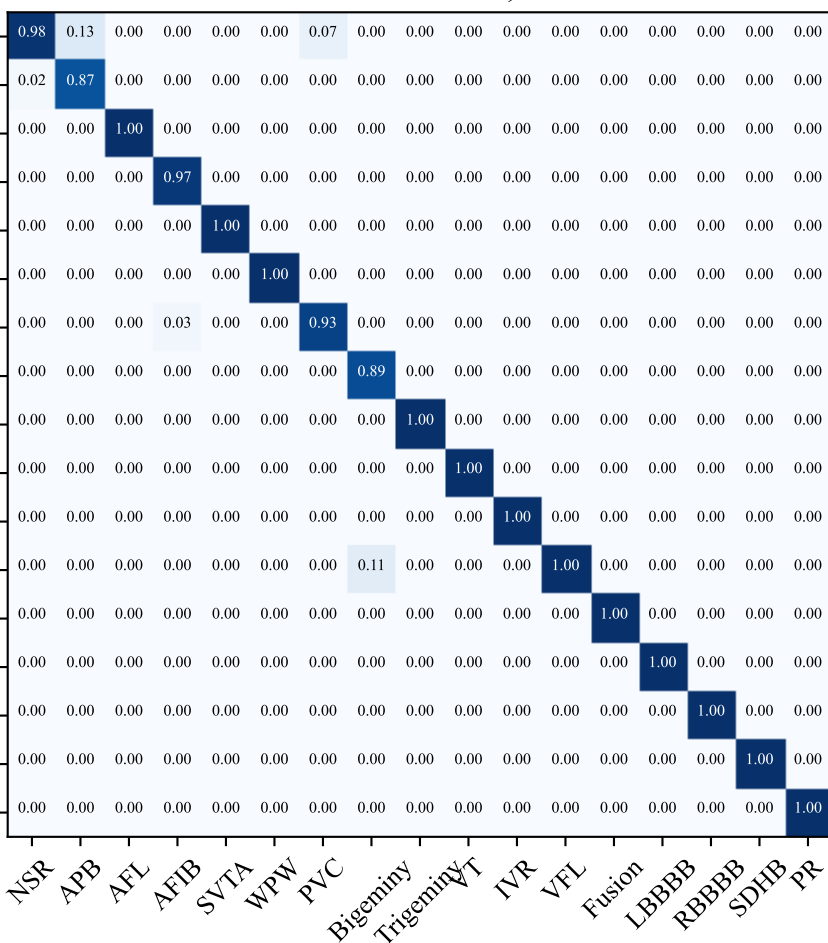 0.98 0.13 0.00 0.00 0.00 0.00 0.07 0.00 0.00 0.00 0.00 0.00 0.00 0.00 0.00 0.00 0.00
0.02 0.87 0.00 0.00 0.00 0.00 0.00 0.00 0.00 0.00 0.00 0.00 0.00 0.00 0.00 0.00 0.00
0.00 0.00 1.00 0.00 0.00 0.00 0.00 0.00 0.00 0.00 0.00 0.00 0.00 0.00 0.00 0.00 0.00
0.00 0.00 0.00 0.97 0.00 0.00 0.00 0.00 0.00 0.00 0.00 0.00 0.00 0.00 0.00 0.00 0.00
0.00 0.00 0.00 0.00 1.00 0.00 0.00 0.00 0.00 0.00 0.00 0.00 0.00 0.00 0.00 0.00 0.00
0.00 0.00 0.00 0.00 0.00 1.00 0.00 0.00 0.00 0.00 0.00 0.00 0.00 0.00 0.00 0.00 0.00
0.00 0.00 0.00 0.03 0.00 0.00 0.93 0.00 0.00 0.00 0.00 0.00 0.00 0.00 0.00 0.00 0.00
0.00 0.00 0.00 0.00 0.00 0.00 0.00 0.89 0.00 0.00 0.00 0.00 0.00 0.00 0.00 0.00 0.00
0.00 0.00 0.00 0.00 0.00 0.00 0.00 0.00 1.00 0.00 0.00 0.00 0.00 0.00 0.00 0.00 0.00
0.00 0.00 0.00 0.00 0.00 0.00 0.00 0.00 0.00 1.00 0.00 0.00 0.00 0.00 0.00 0.00 0.00
0.00 0.00 0.00 0.00 0.00 0.00 0.00 0.00 0.00 0.00 1.00 0.00 0.00 0.00 0.00 0.00 0.00
0.00 0.00 0.00 0.00 0.00 0.00 0.00 0.11 0.00 0.00 0.00 1.00 0.00 0.00 0.00 0.00 0.00
0.00 0.00 0.00 0.00 0.00 0.00 0.00 0.00 0.00 0.00 0.00 0.00 1.00 0.00 0.00 0.00 0.00
0.00 0.00 0.00 0.00 0.00 0.00 0.00 0.00 0.00 0.00 0.00 0.00 0.00 1.00 0.00 0.00 0.00
0.00 0.00 0.00 0.00 0.00 0.00 0.00 0.00 0.00 0.00 0.00 0.00 0.00 0.00 1.00 0.00 0.00
0.00 0.00 0.00 0.00 0.00 0.00 0.00 0.00 0.00 0.00 0.00 0.00 0.00 0.00 0.00 1.00 0.00
0.00 0.00 0.00 0.00 0.00 0.00 0.00 0.00 0.00 0.00 0.00 0.00 0.00 0.00 0.00 0.00 1.00
NSR APB AFL AFIB SVTA WPW PVC Bigeminy Trigeminy VT IVR VFL Fusion LBBBB RBBBB SDHB PR